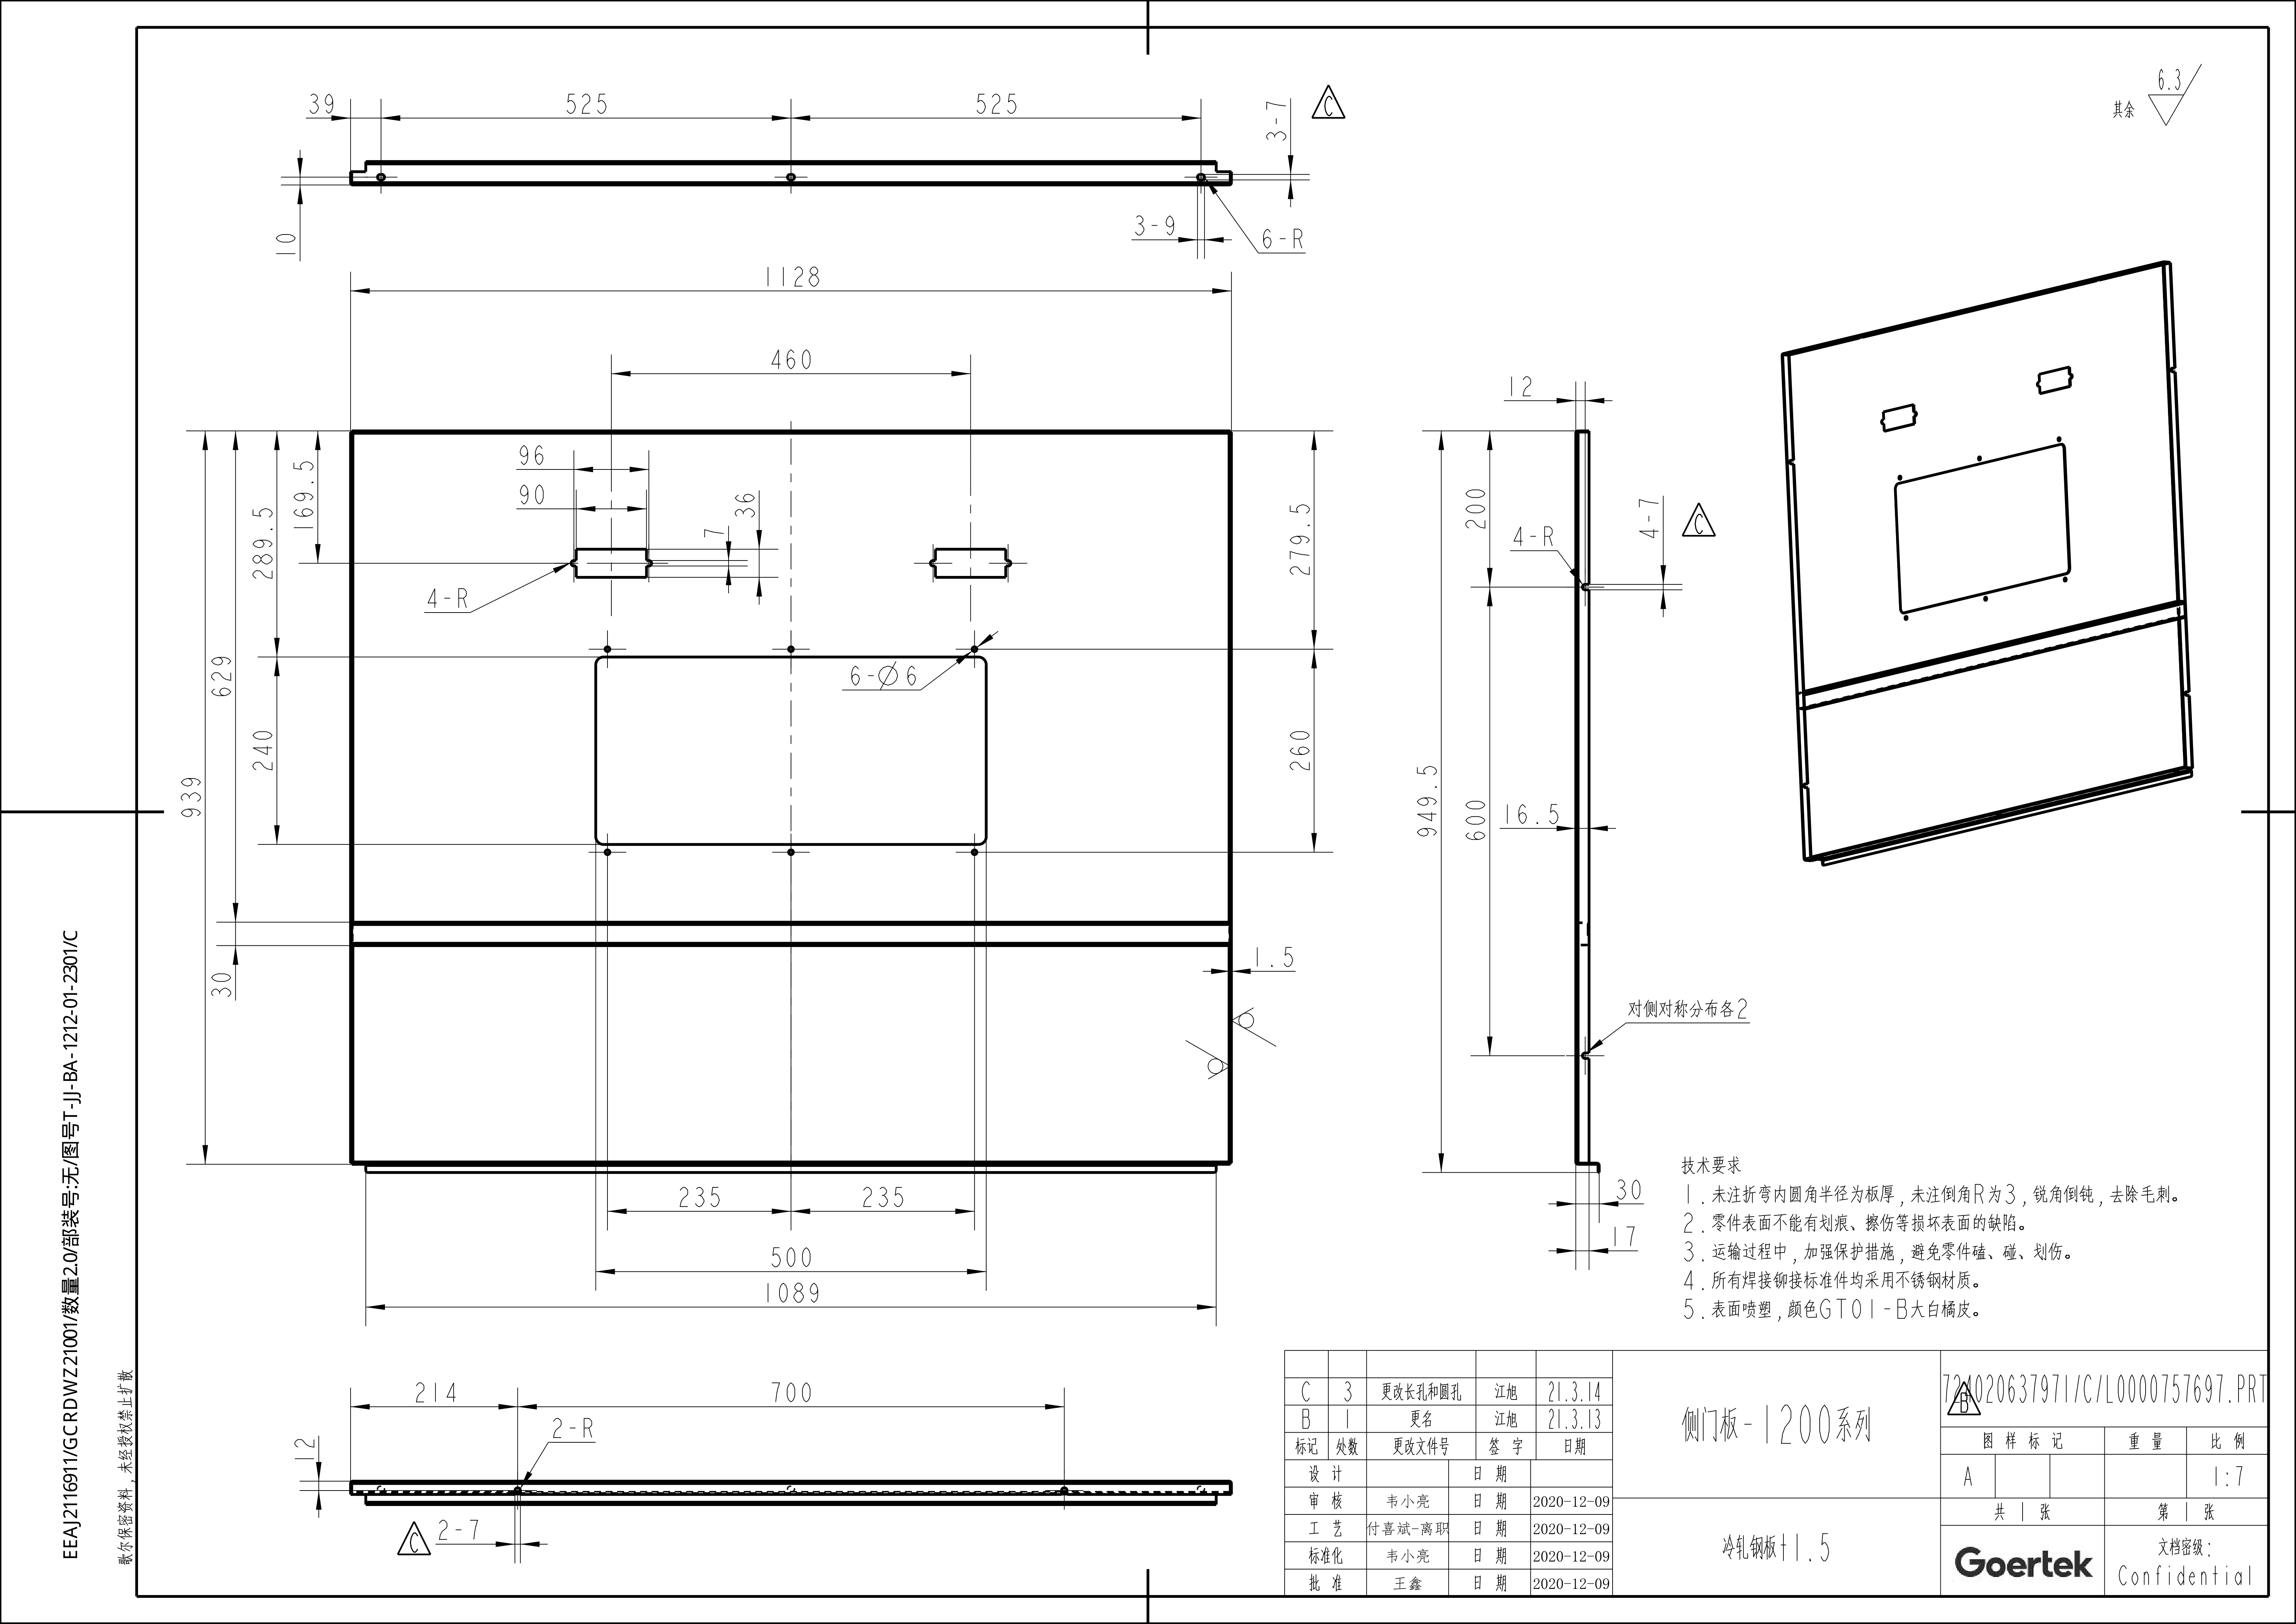 其余 6.3
39
525
525
3-7
C
10
3-9
6-R
1128
460
96
90
36
7
4-R
169.5
289.5
629
939
240
30
279.5
260
6-∅6
1.5
235
235
500
1089
12
200
4-R
4-7
C
949.5
600
16.5
对侧对称分布各2
30
17
214
700
2-R
12
C
2-7
技术要求
1.未注折弯内圆角半径为板厚,未注倒角R为3,锐角倒钝,去除毛刺。
2.零件表面不能有划痕、擦伤等损坏表面的缺陷。
3.运输过程中,加强保护措施,避免零件磕、碰、划伤。
4.所有焊接铆接标准件均采用不锈钢材质。
5.表面喷塑,颜色GT01-B大白橘皮。
C 3 更改长孔和圆孔 江旭 21.3.14
B 1 更名 江旭 21.3.13
标记 处数 更改文件号 签 字 日期
设 计 日 期
审 核 韦小亮 日 期 2020-12-09
工 艺 付喜斌-离职 日 期 2020-12-09
标准化 韦小亮 日 期 2020-12-09
批 准 王鑫 日 期 2020-12-09
侧门板-1200系列
冷轧钢板t1.5
724020637971/C/L0000757697.PRT
B
图 样 标 记 重 量 比 例
A 1:7
共 1 张 第 1 张
Goertek
文档密级:
Confidential
EEAJ2116911/GCRDWZ21001/数量2.0/部装号:无/图号T-JJ-BA-1212-01-2301/C
歌尔保密资料,未经授权禁止扩散